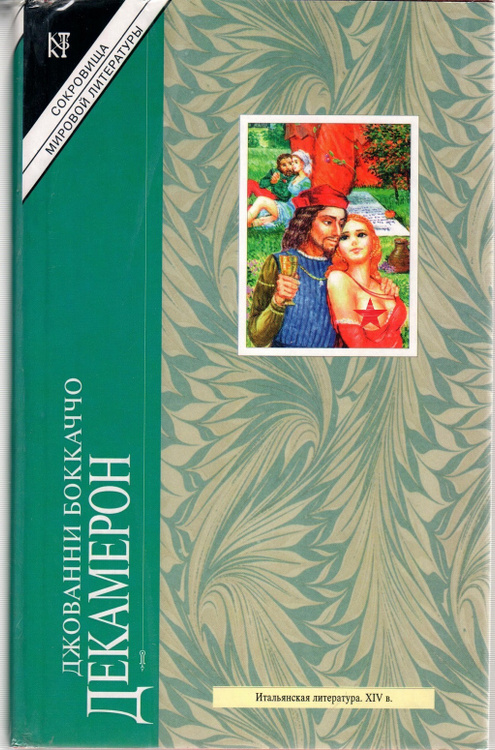 КТ
СОКРОВИЩА
МИРОВОЙ ЛИТЕРАТУРЫ
ДЖОВАННИ БОККАЧЧО
ДЕКАМЕРОН
Итальянская литература. XIV в.